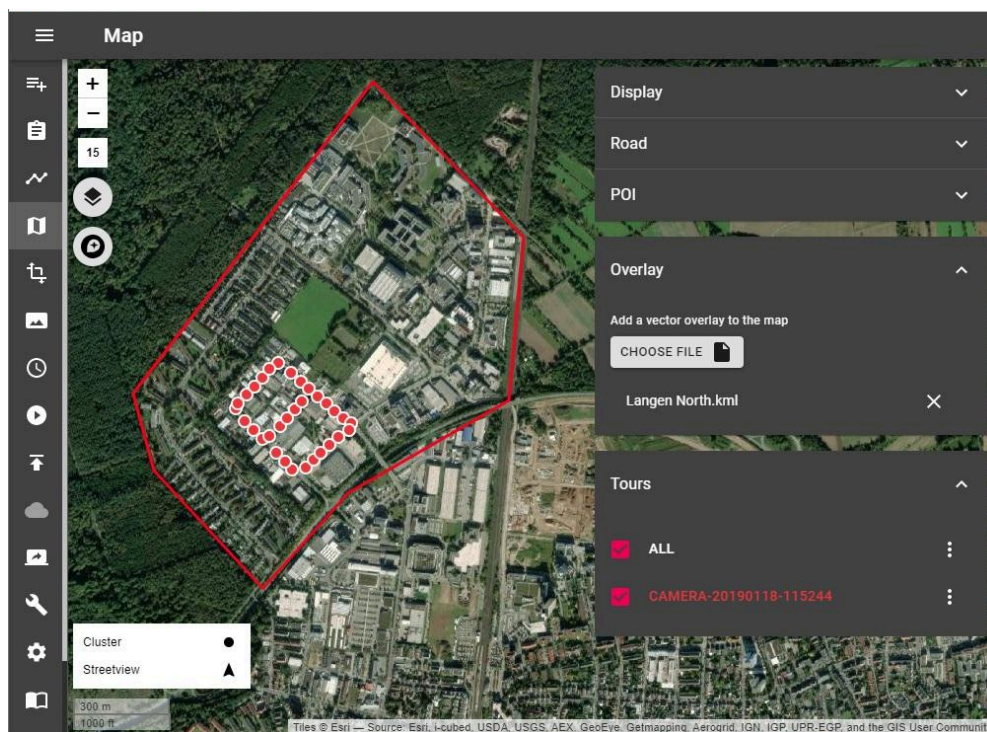 Map
+
−
15
Display
Road
POI
Overlay
Add a vector overlay to the map
CHOOSE FILE
Langen North.kml
Tours
ALL
CAMERA-20190118-115244
Cluster
Streetview
300 m
1000 ft
Tiles © Esri — Source: Esri, i-cubed, USDA, USGS, AEX, GeoEye, Getmapping, Aerogrid, IGN, IGP, UPR-EGP, and the GIS User Communit